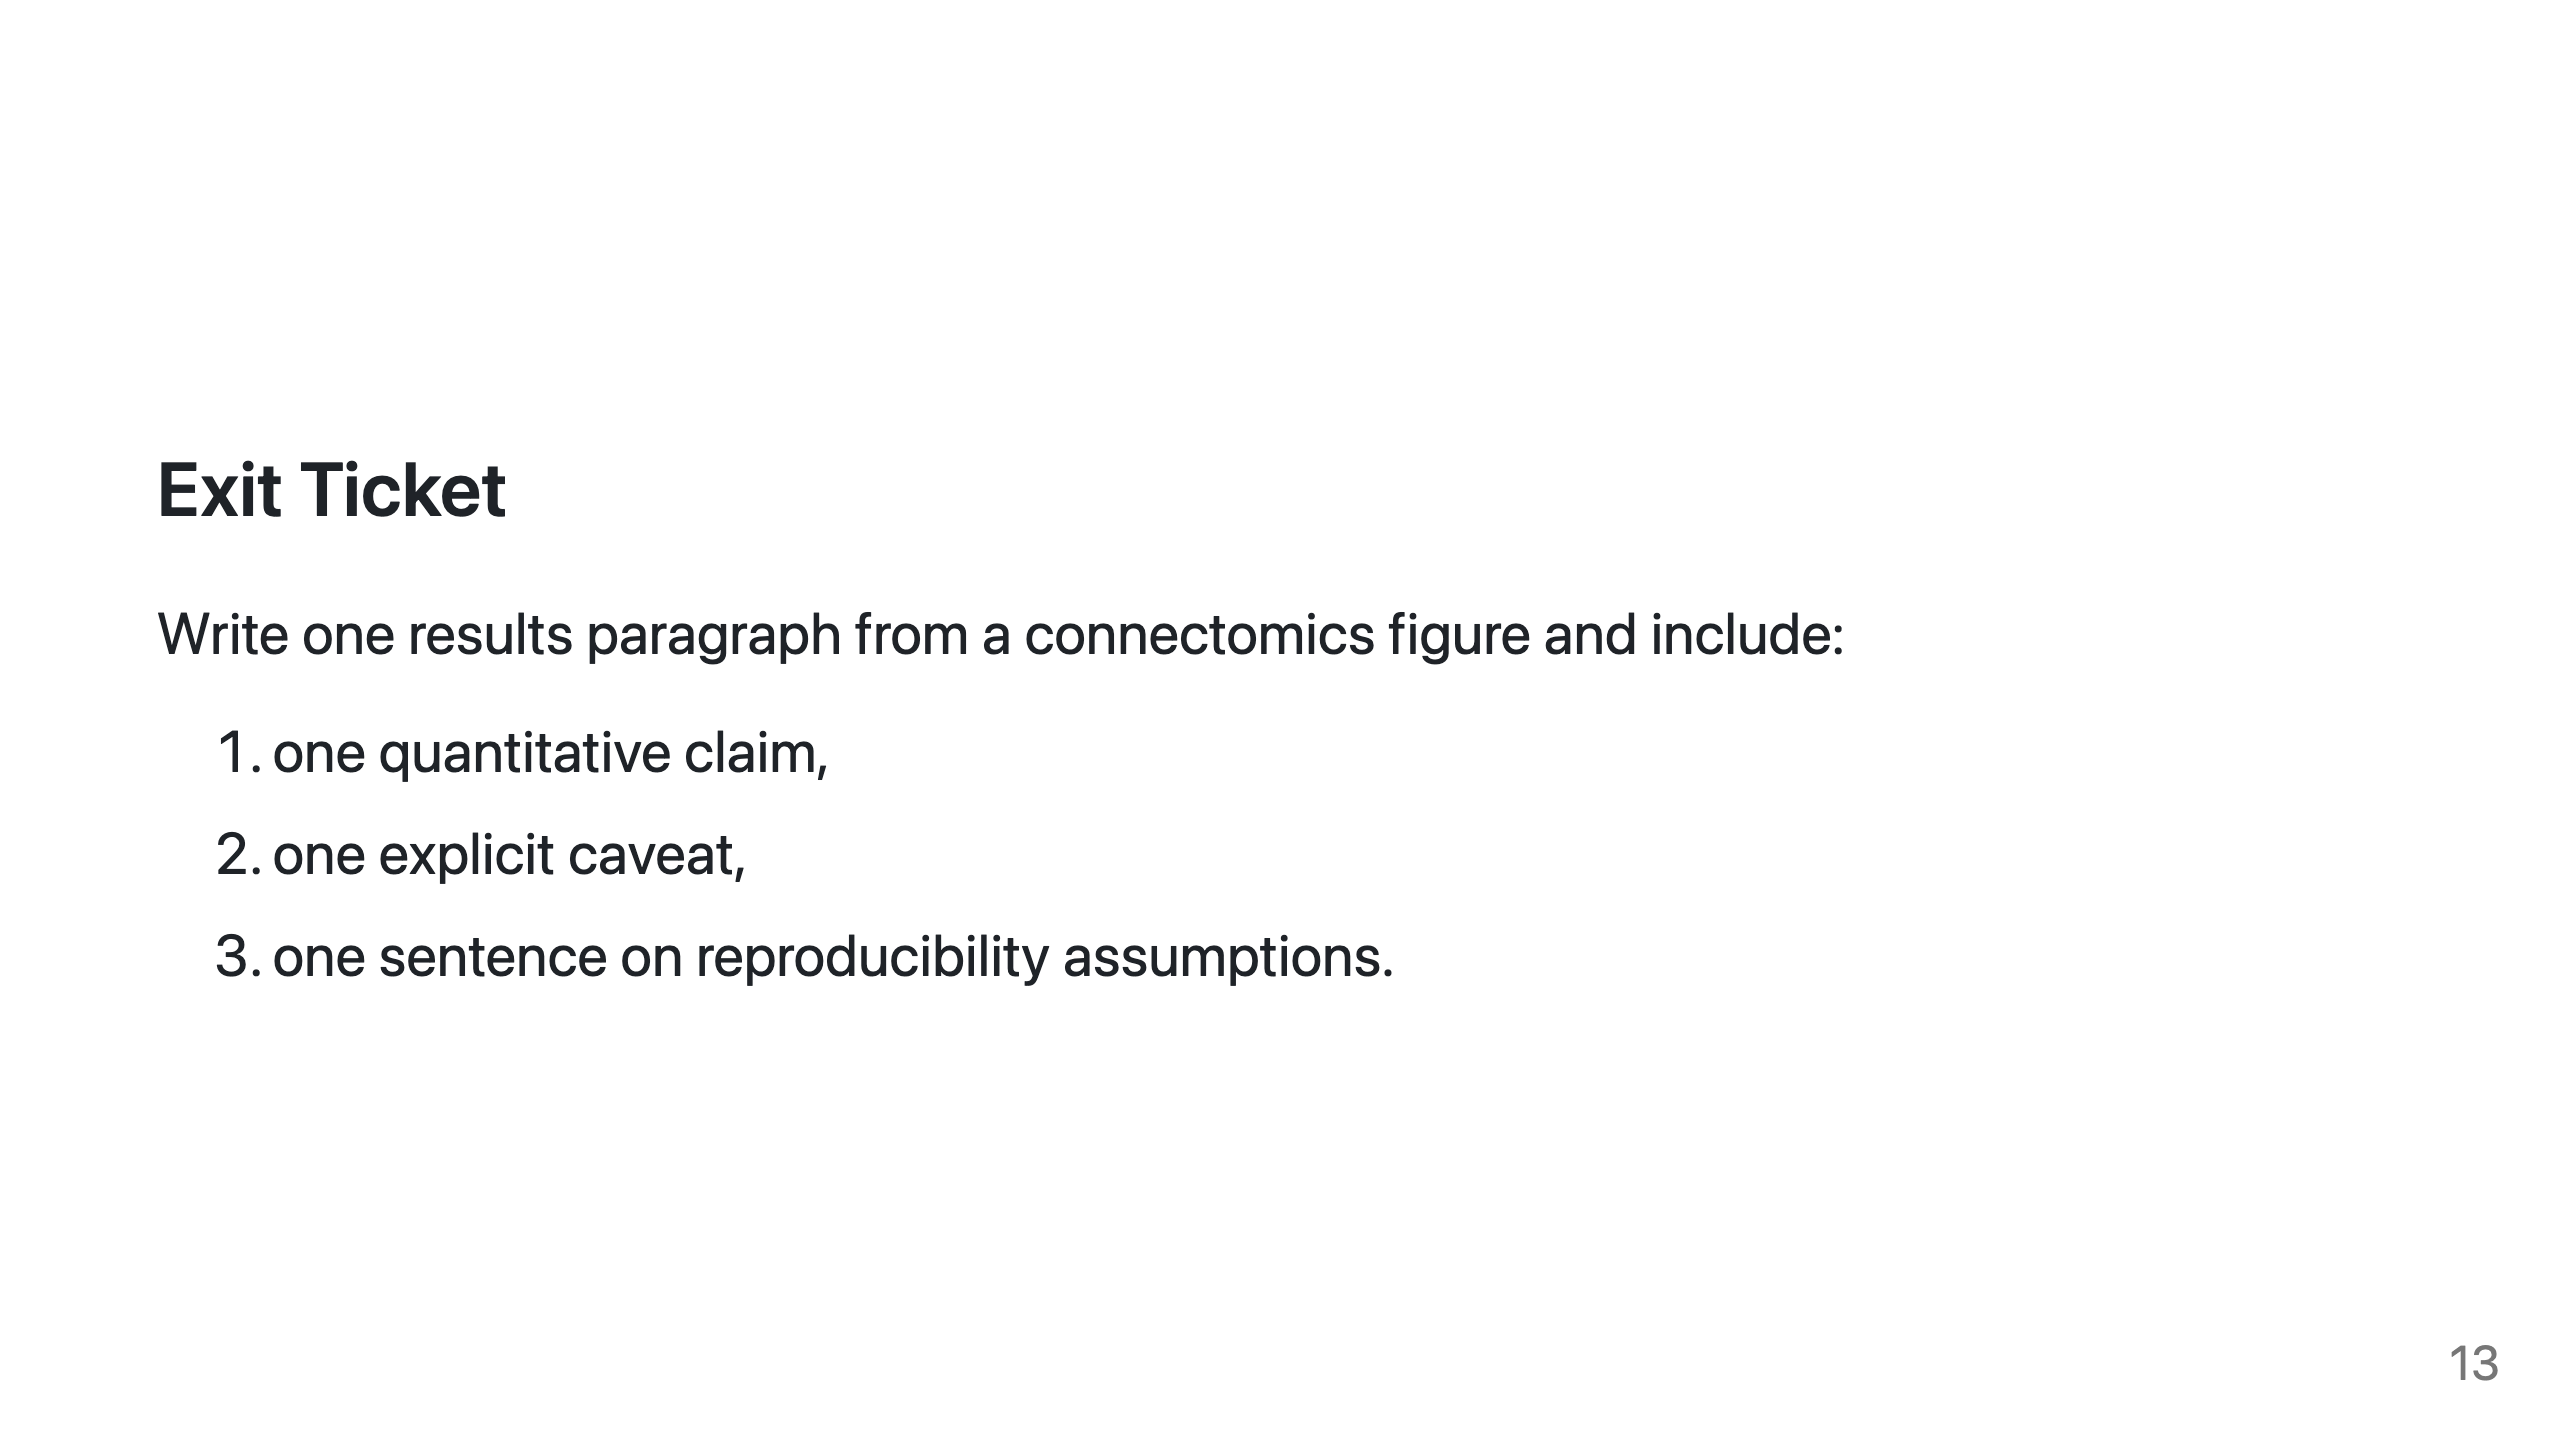 Exit Ticket
Write one results paragraph from a connectomics figure and include:
1. one quantitative claim,
2. one explicit caveat,
3. one sentence on reproducibility assumptions.
13